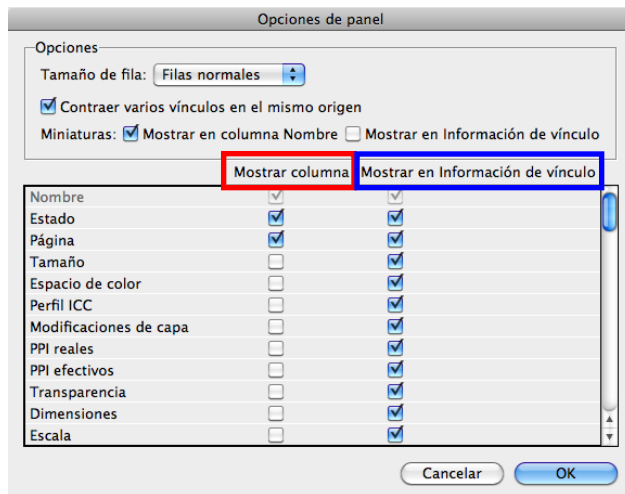 Opciones de panel
Opciones
Tamaño de fila: Filas normales
Contraer varios vínculos en el mismo origen
Miniaturas: Mostrar en columna Nombre Mostrar en Información de vínculo
Mostrar columna Mostrar en Información de vínculo
Nombre
Estado
Página
Tamaño
Espacio de color
Perfil ICC
Modificaciones de capa
PPI reales
PPI efectivos
Transparencia
Dimensiones
Escala
Cancelar OK